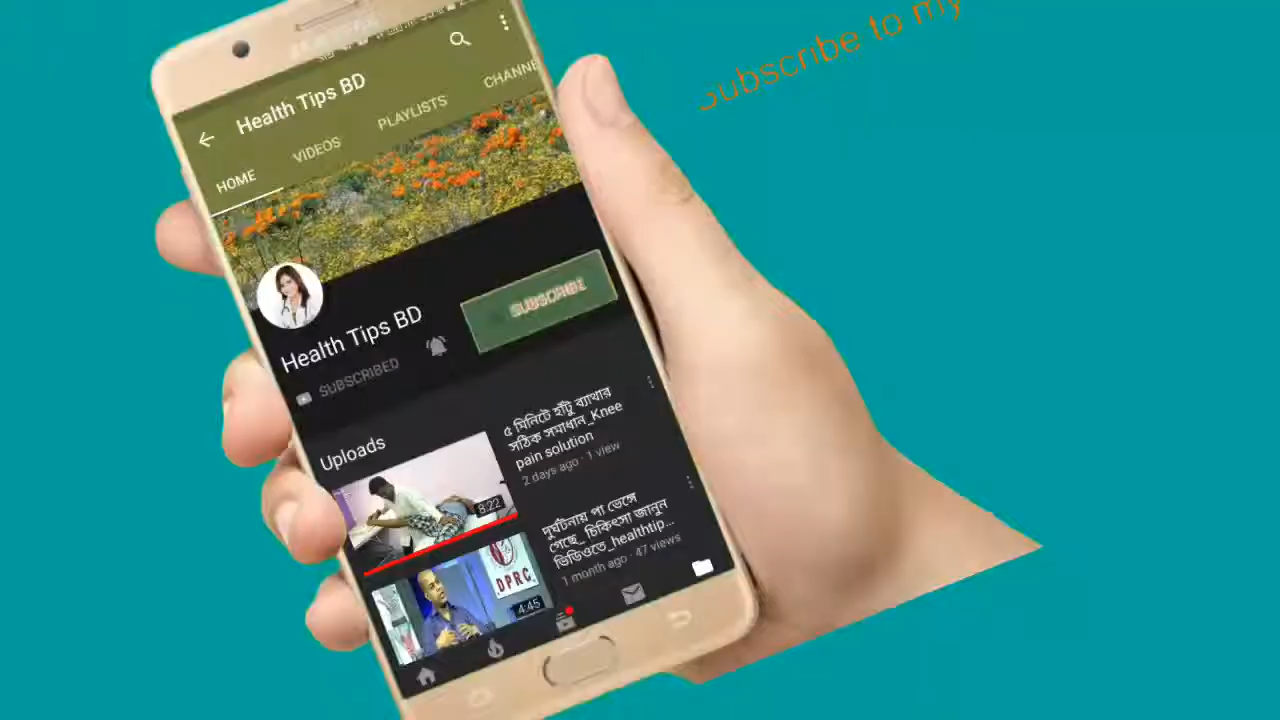 Subscribe to my
Health Tips BD
HOME
VIDEOS
PLAYLISTS
CHANNE
Health Tips BD
SUBSCRIBE
SUBSCRIBED
Uploads
৫ মিনিটে হাঁটু ব্যাথার
সঠিক সমাধান_Knee
pain solution
2 days ago · 1 view
8:22
দুর্ঘটনায় পা ভেঙ্গে
গেছে_ চিকিৎসা জানুন
ভিডিওতে_healthtip...
1 month ago · 47 views
DPRC
4:45